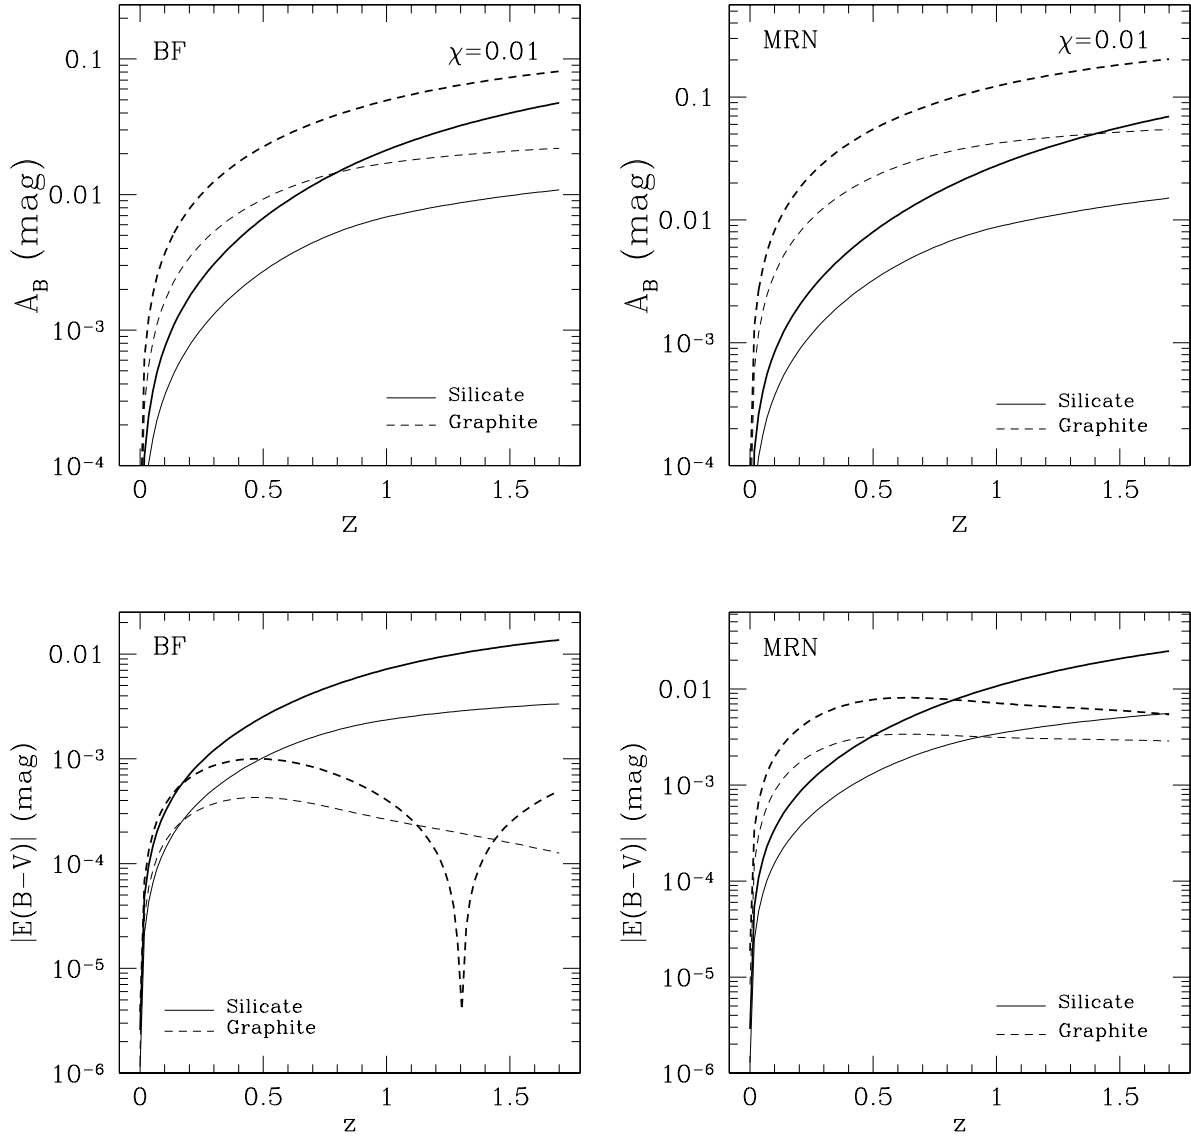 BF
χ=0.01
0.1
0.01
10⁻³
10⁻⁴
A_B (mag)
Silicate
Graphite
0 0.5 1 1.5
z
MRN
χ=0.01
0.1
0.01
10⁻³
10⁻⁴
A_B (mag)
Silicate
Graphite
0 0.5 1 1.5
z
BF
0.01
10⁻³
10⁻⁴
10⁻⁵
10⁻⁶
|E(B−V)| (mag)
Silicate
Graphite
0 0.5 1 1.5
z
MRN
0.01
10⁻³
10⁻⁴
10⁻⁵
10⁻⁶
|E(B−V)| (mag)
Silicate
Graphite
0 0.5 1 1.5
z